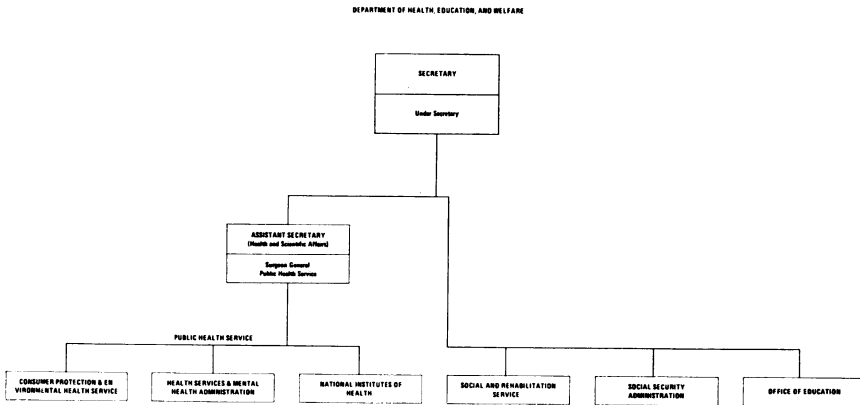 DEPARTMENT OF HEALTH, EDUCATION, AND WELFARE
SECRETARY
Under Secretary
ASSISTANT SECRETARY
(Health and Scientific Affairs)
Surgeon General
Public Health Service
PUBLIC HEALTH SERVICE
CONSUMER PROTECTION & EN
VIRONMENTAL HEALTH SERVICE
HEALTH SERVICES & MENTAL
HEALTH ADMINISTRATION
NATIONAL INSTITUTES OF
HEALTH
SOCIAL AND REHABILITATION
SERVICE
SOCIAL SECURITY
ADMINISTRATION
OFFICE OF EDUCATION